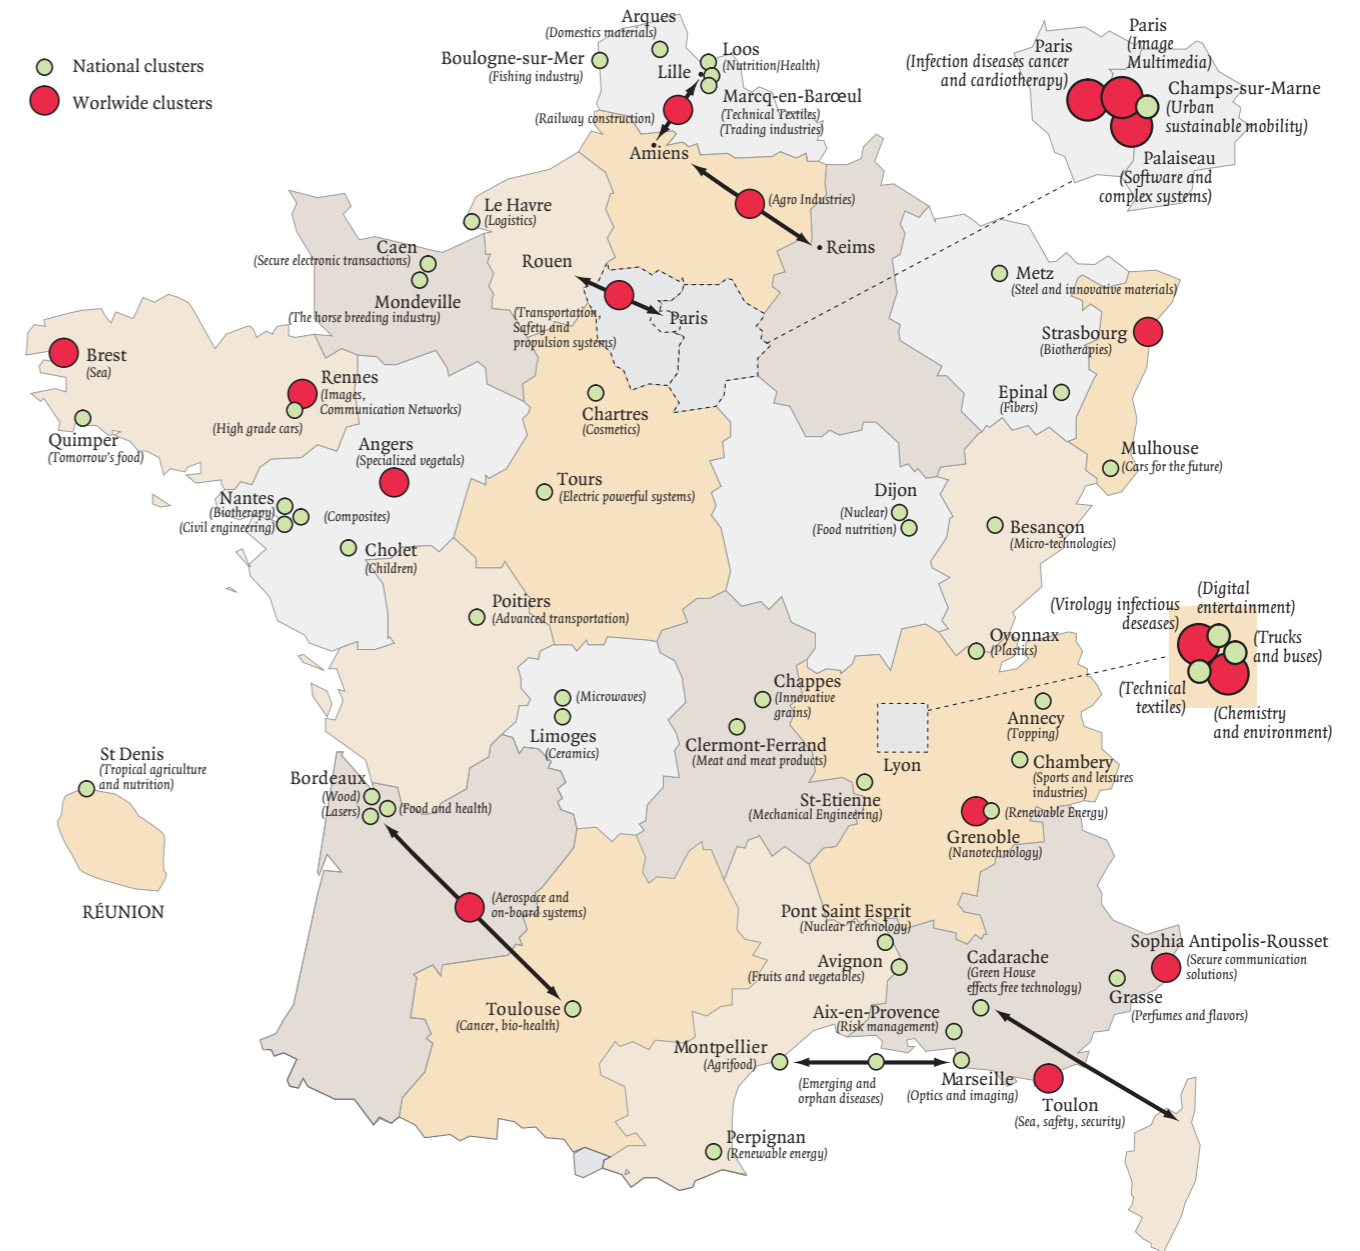 National clusters
Worlwide clusters
Arques
(Domestics materials)
Boulogne-sur-Mer
(Fishing industry)
Loos
(Nutrition/Health)
Lille
Marcq-en-Barœul
(Technical Textiles)
(Trading industries)
(Railway construction)
Amiens
(Agro Industries)
Reims
Paris
(Infection diseases cancer
and cardiotherapy)
Paris
(Image
Multimedia)
Champs-sur-Marne
(Urban
sustainable mobility)
Palaiseau
(Software and
complex systems)
Le Havre
(Logistics)
Caen
(Secure electronic transactions)
Mondeville
(The horse breeding industry)
Rouen
(Transportation,
Safety and
propulsion systems)
Paris
Metz
(Steel and innovative materials)
Strasbourg
(Biotherapies)
Epinal
(Fibers)
Mulhouse
(Cars for the future)
Brest
(Sea)
Rennes
(Images,
Communication Networks)
(High grade cars)
Quimper
(Tomorrow's food)
Angers
(Specialized vegetals)
Chartres
(Cosmetics)
Tours
(Electric powerful systems)
Nantes
(Biotherapy)
(Civil engineering)
(Composites)
Cholet
(Children)
Dijon
(Nuclear)
(Food nutrition)
Besançon
(Micro-technologies)
Poitiers
(Advanced transportation)
Oyonnax
(Plastics)
(Virology infectious
deseases)
(Digital
entertainment)
(Trucks
and buses)
(Technical
textiles)
(Chemistry
and environment)
(Microwaves)
Limoges
(Ceramics)
Chappes
(Innovative
grains)
Clermont-Ferrand
(Meat and meat products)
Lyon
Annecy
(Topping)
Chambery
(Sports and leisures
industries)
St-Etienne
(Mechanical Engineering)
(Renewable Energy)
Grenoble
(Nanotechnology)
St Denis
(Tropical agriculture
and nutrition)
RÉUNION
Bordeaux
(Wood)
(Lasers)
(Food and health)
(Aerospace and
on-board systems)
Toulouse
(Cancer, bio-health)
Pont Saint Esprit
(Nuclear Technology)
Avignon
(Fruits and vegetables)
Cadarache
(Green House
effects free technology)
Sophia Antipolis-Rousset
(Secure communication
solutions)
Grasse
(Perfumes and flavors)
Aix-en-Provence
(Risk management)
Montpellier
(Agrifood)
(Emerging and
orphan diseases)
Marseille
(Optics and imaging)
Toulon
(Sea, safety, security)
Perpignan
(Renewable energy)